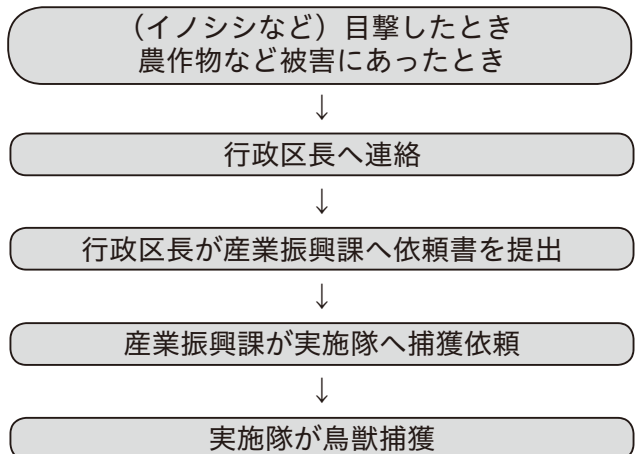 （イノシシなど）目撃したとき
農作物など被害にあったとき
↓
行政区長へ連絡
↓
行政区長が産業振興課へ依頼書を提出
↓
産業振興課が実施隊へ捕獲依頼
↓
実施隊が鳥獣捕獲